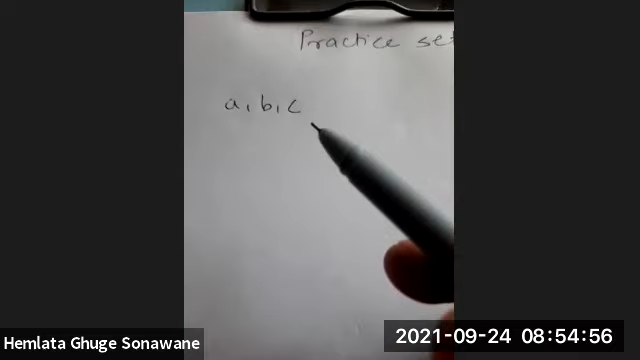 Practice set
a, b, c
Hemlata Ghuge Sonawane
2021-09-24 08:54:56